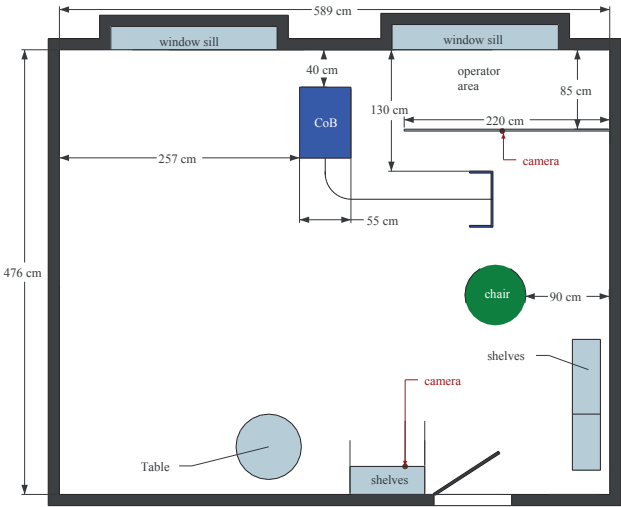 589 cm
window sill
window sill
40 cm
operator
area
85 cm
130 cm
220 cm
CoB
257 cm
camera
55 cm
476 cm
chair
90 cm
shelves
camera
Table
shelves